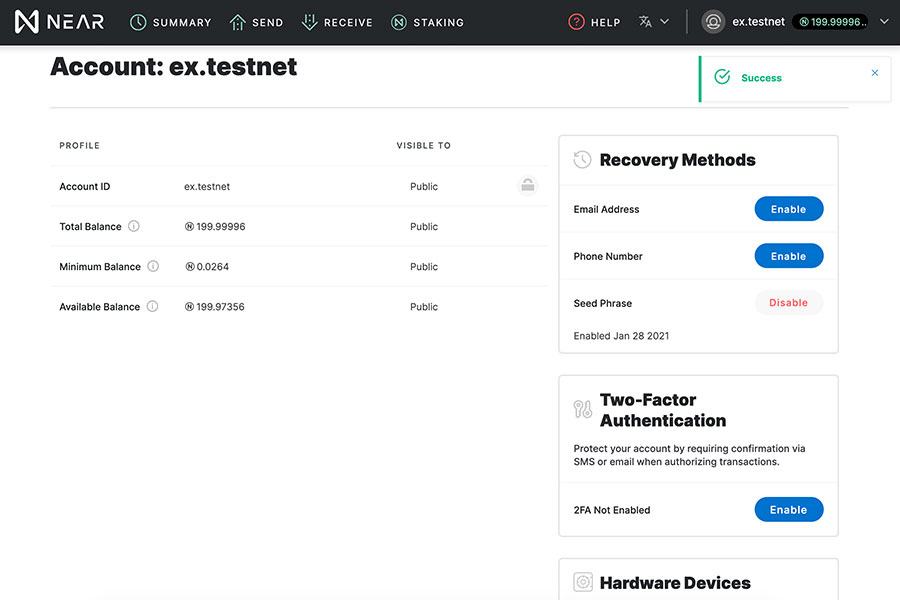 NEAR SUMMARY SEND RECEIVE STAKING HELP ex.testnet 199.99996..
Account: ex.testnet
Success
PROFILE VISIBLE TO
Account ID ex.testnet Public
Total Balance 199.99996 Public
Minimum Balance 0.0264 Public
Available Balance 199.97356 Public
Recovery Methods
Email Address Enable
Phone Number Enable
Seed Phrase Disable
Enabled Jan 28 2021
Two-Factor
Authentication
Protect your account by requiring confirmation via
SMS or email when authorizing transactions.
2FA Not Enabled Enable
Hardware Devices